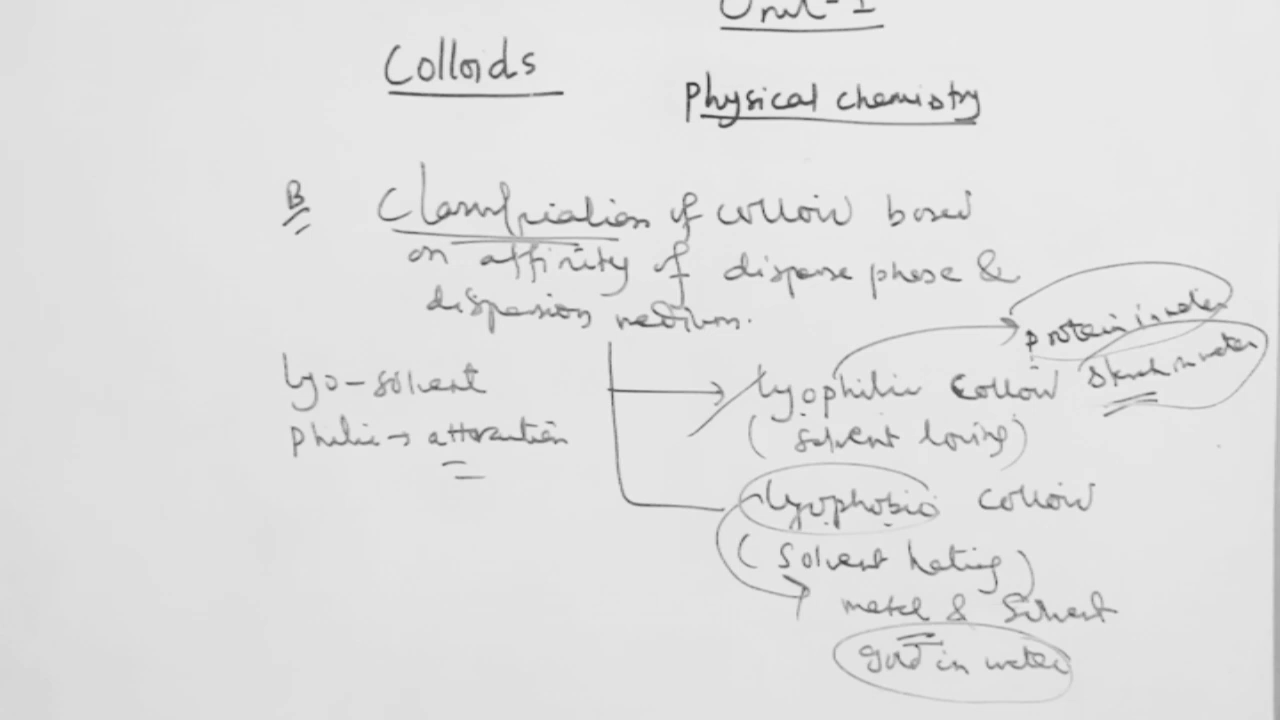 Unit-I
Colloids
Physical chemistry
B Classification of colloid based
on affinity of disperse phase &
dispersion medium.
protein in water
starch in water
lyo-solvent
philic→ attraction
lyophilic colloid
(solvent loving)
lyophobic colloid
(solvent hating)
metal & solvent
gold in water